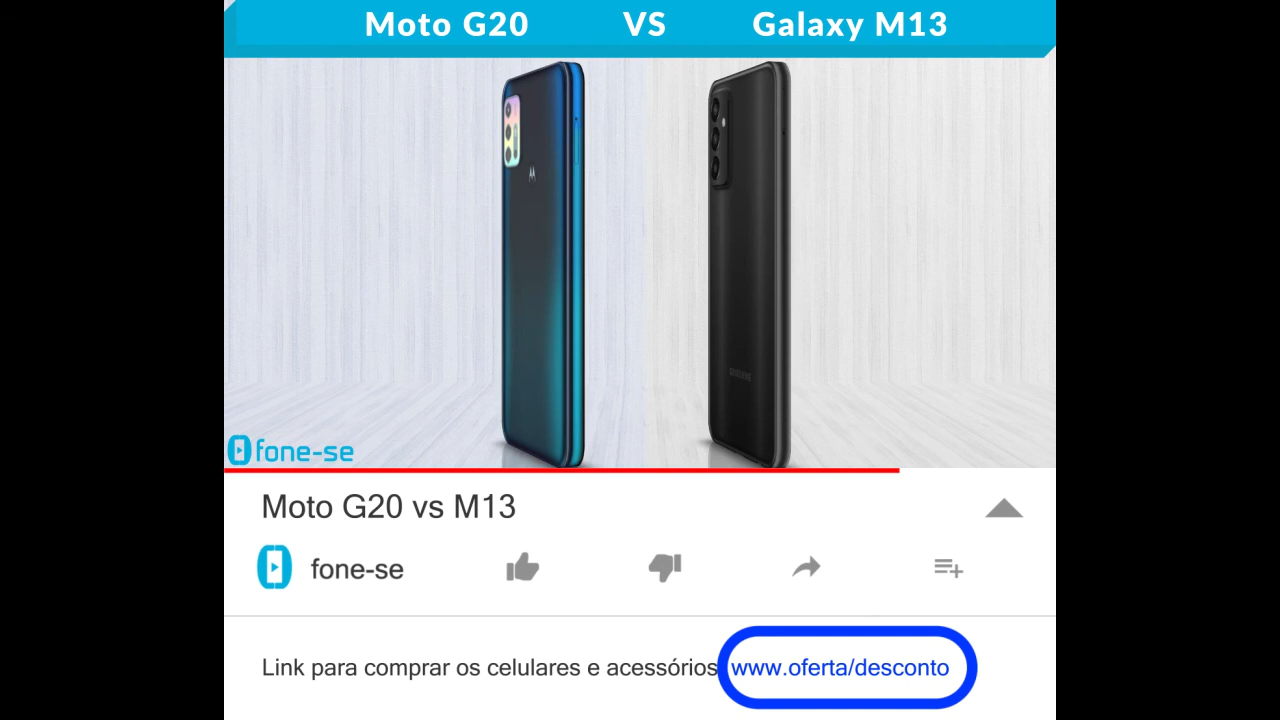 Moto G20 VS Galaxy M13
SAMSUNG
fone-se
Moto G20 vs M13
fone-se
Link para comprar os celulares e acessórios www.oferta/desconto